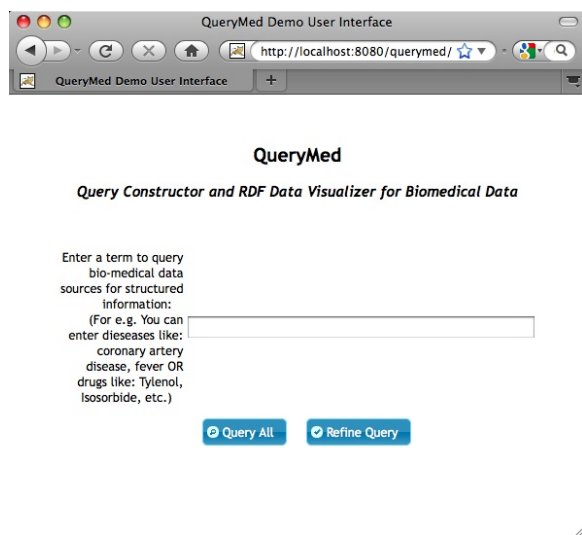 QueryMed Demo User Interface
http://localhost:8080/querymed/
QueryMed Demo User Interface
+
QueryMed
Query Constructor and RDF Data Visualizer for Biomedical Data
Enter a term to query
bio-medical data
sources for structured
information:
(For e.g. You can
enter dieseases like:
coronary artery
disease, fever OR
drugs like: Tylenol,
Isosorbide, etc.)
Query All
Refine Query